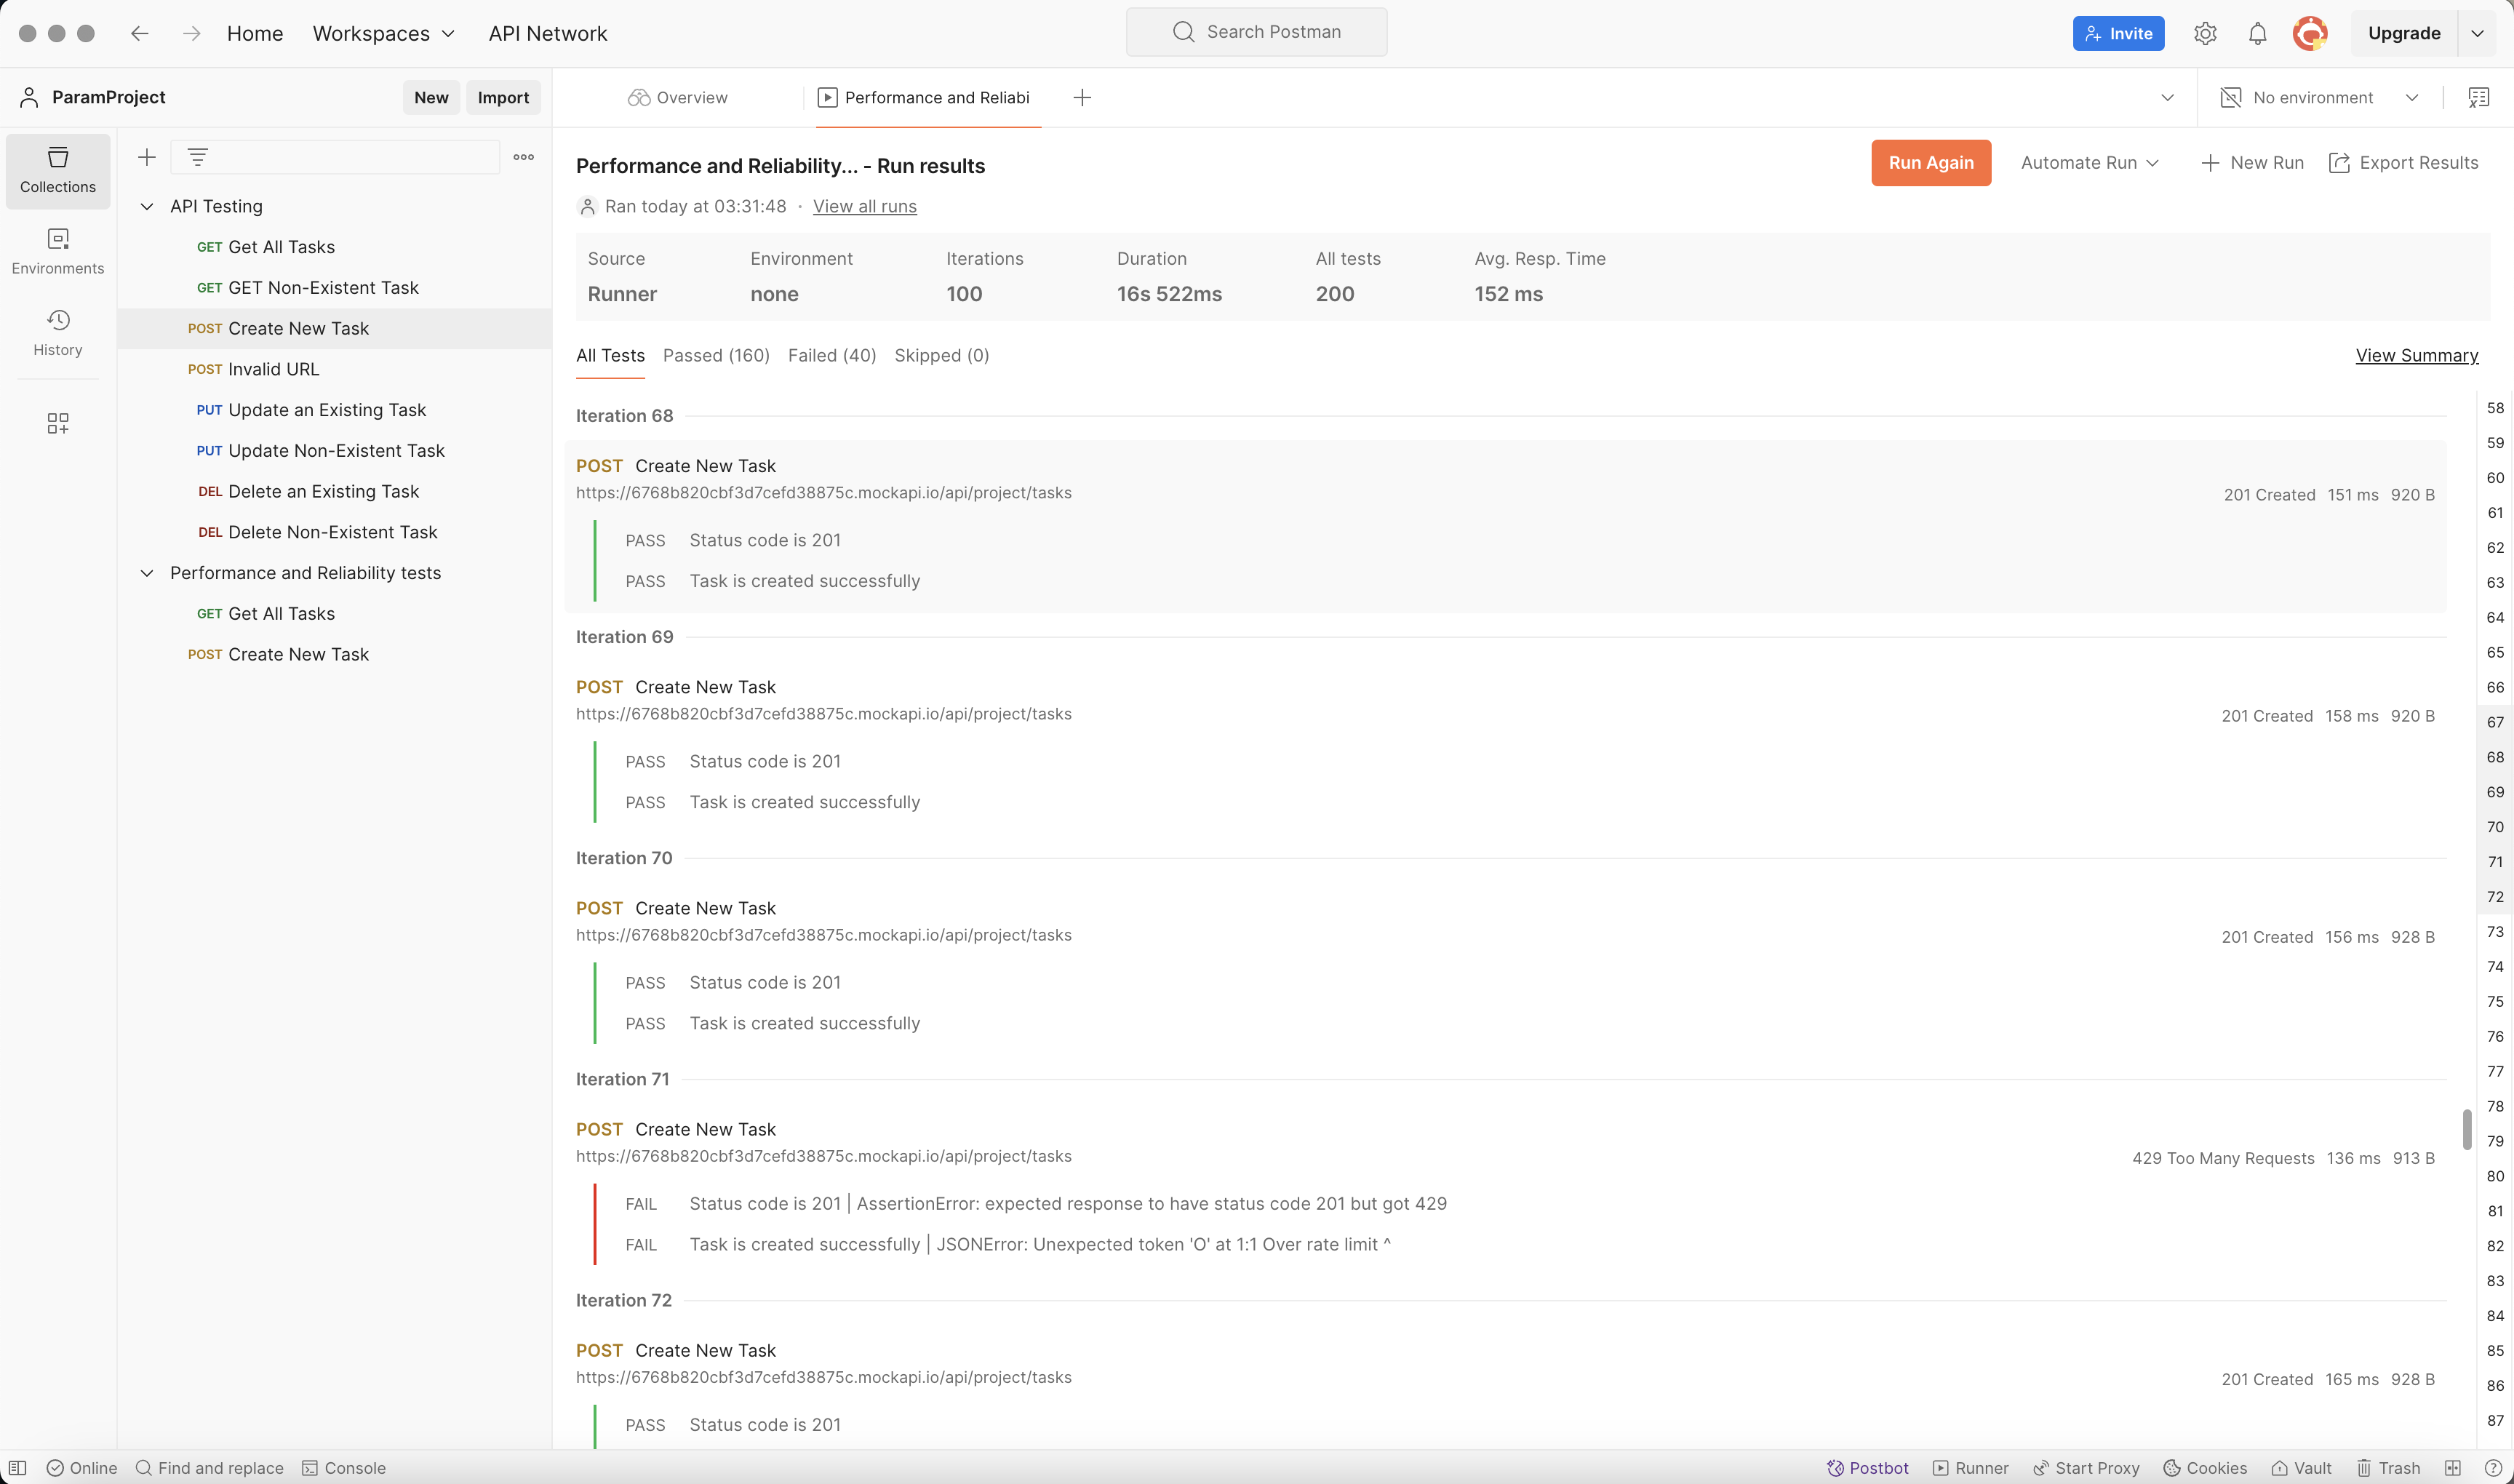 Home Workspaces API Network
Search Postman
Invite Upgrade
ParamProject New Import
Overview Performance and Reliabi No environment
Collections
Environments
History
API Testing
GET Get All Tasks
GET GET Non-Existent Task
POST Create New Task
POST Invalid URL
PUT Update an Existing Task
PUT Update Non-Existent Task
DEL Delete an Existing Task
DEL Delete Non-Existent Task
Performance and Reliability tests
GET Get All Tasks
POST Create New Task
Performance and Reliability... - Run results
Run Again Automate Run New Run Export Results
Ran today at 03:31:48 · View all runs
Source Environment Iterations Duration All tests Avg. Resp. Time
Runner none 100 16s 522ms 200 152 ms
All Tests Passed (160) Failed (40) Skipped (0) View Summary
Iteration 68
POST Create New Task
https://6768b820cbf3d7cefd38875c.mockapi.io/api/project/tasks
201 Created 151 ms 920 B
PASS Status code is 201
PASS Task is created successfully
Iteration 69
POST Create New Task
https://6768b820cbf3d7cefd38875c.mockapi.io/api/project/tasks
201 Created 158 ms 920 B
PASS Status code is 201
PASS Task is created successfully
Iteration 70
POST Create New Task
https://6768b820cbf3d7cefd38875c.mockapi.io/api/project/tasks
201 Created 156 ms 928 B
PASS Status code is 201
PASS Task is created successfully
Iteration 71
POST Create New Task
https://6768b820cbf3d7cefd38875c.mockapi.io/api/project/tasks
429 Too Many Requests 136 ms 913 B
FAIL Status code is 201 | AssertionError: expected response to have status code 201 but got 429
FAIL Task is created successfully | JSONError: Unexpected token 'O' at 1:1 Over rate limit ^
Iteration 72
POST Create New Task
https://6768b820cbf3d7cefd38875c.mockapi.io/api/project/tasks
201 Created 165 ms 928 B
PASS Status code is 201
58
59
60
61
62
63
64
65
66
67
68
69
70
71
72
73
74
75
76
77
78
79
80
81
82
83
84
85
86
87
Online Find and replace Console
Postbot Runner Start Proxy Cookies Vault Trash